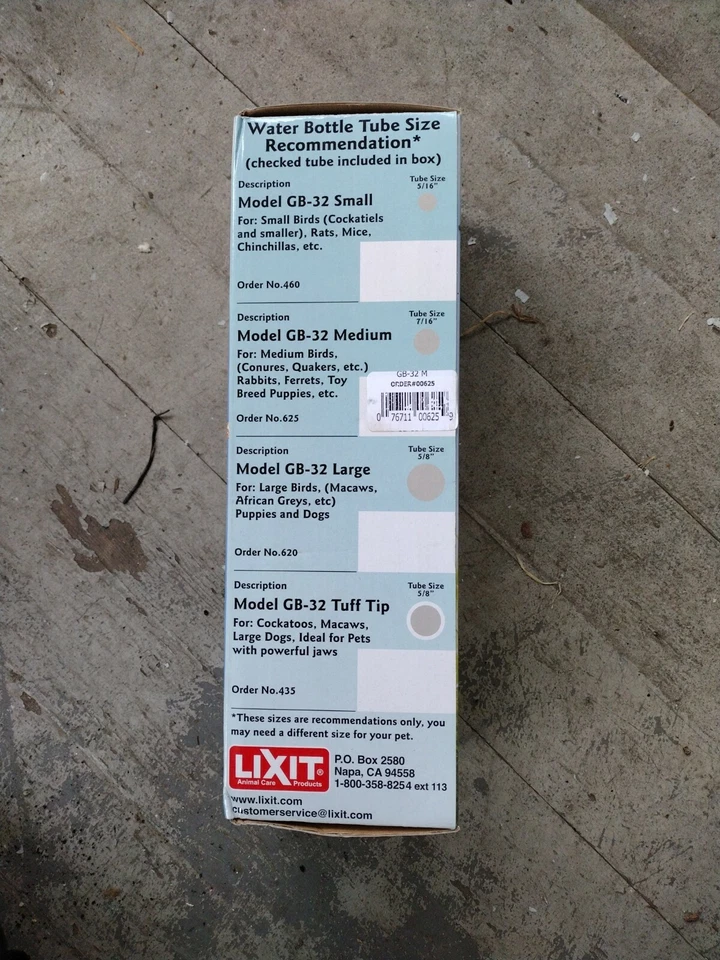 Water Bottle Tube Size
Recommendation*
(checked tube included in box)
Description
Tube Size
5/16"
Model GB-32 Small
For: Small Birds (Cockatiels
and smaller), Rats, Mice,
Chinchillas, etc.
Order No.460
Description
Tube Size
7/16"
Model GB-32 Medium
For: Medium Birds,
(Conures, Quakers, etc.)
Rabbits, Ferrets, Toy
Breed Puppies, etc.
Order No.625
GB-32 M
ORDER#00625
0 76711 00625 9
Description
Tube Size
5/8"
Model GB-32 Large
For: Large Birds, (Macaws,
African Greys, etc)
Puppies and Dogs
Order No.620
Description
Tube Size
5/8"
Model GB-32 Tuff Tip
For: Cockatoos, Macaws,
Large Dogs, Ideal for Pets
with powerful jaws
Order No.435
*These sizes are recommendations only, you
may need a different size for your pet.
LIXIT®
Animal Care Products
P.O. Box 2580
Napa, CA 94558
1-800-358-8254 ext 113
www.lixit.com
customerservice@lixit.com